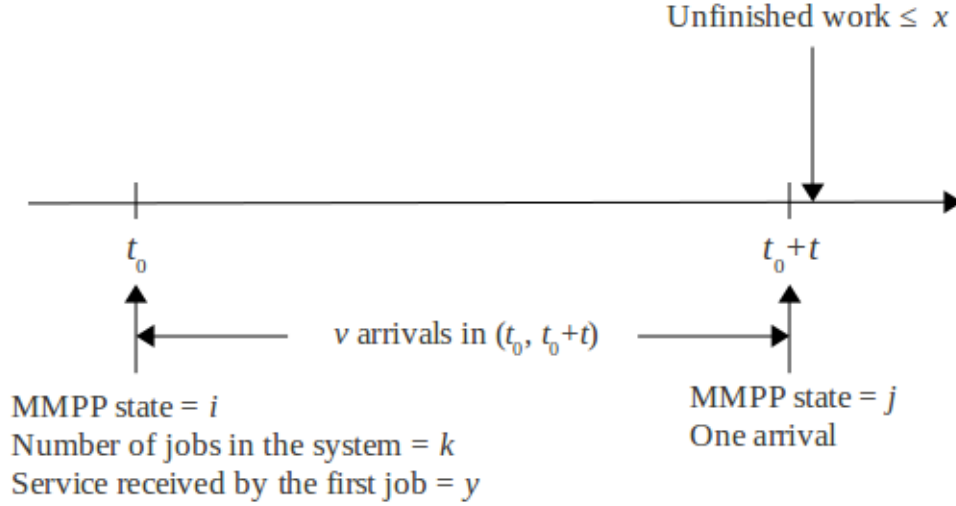 Unfinished work ≤ x
t₀
t₀+t
v arrivals in (t₀, t₀+t)
MMPP state = i
Number of jobs in the system = k
Service received by the first job = y
MMPP state = j
One arrival